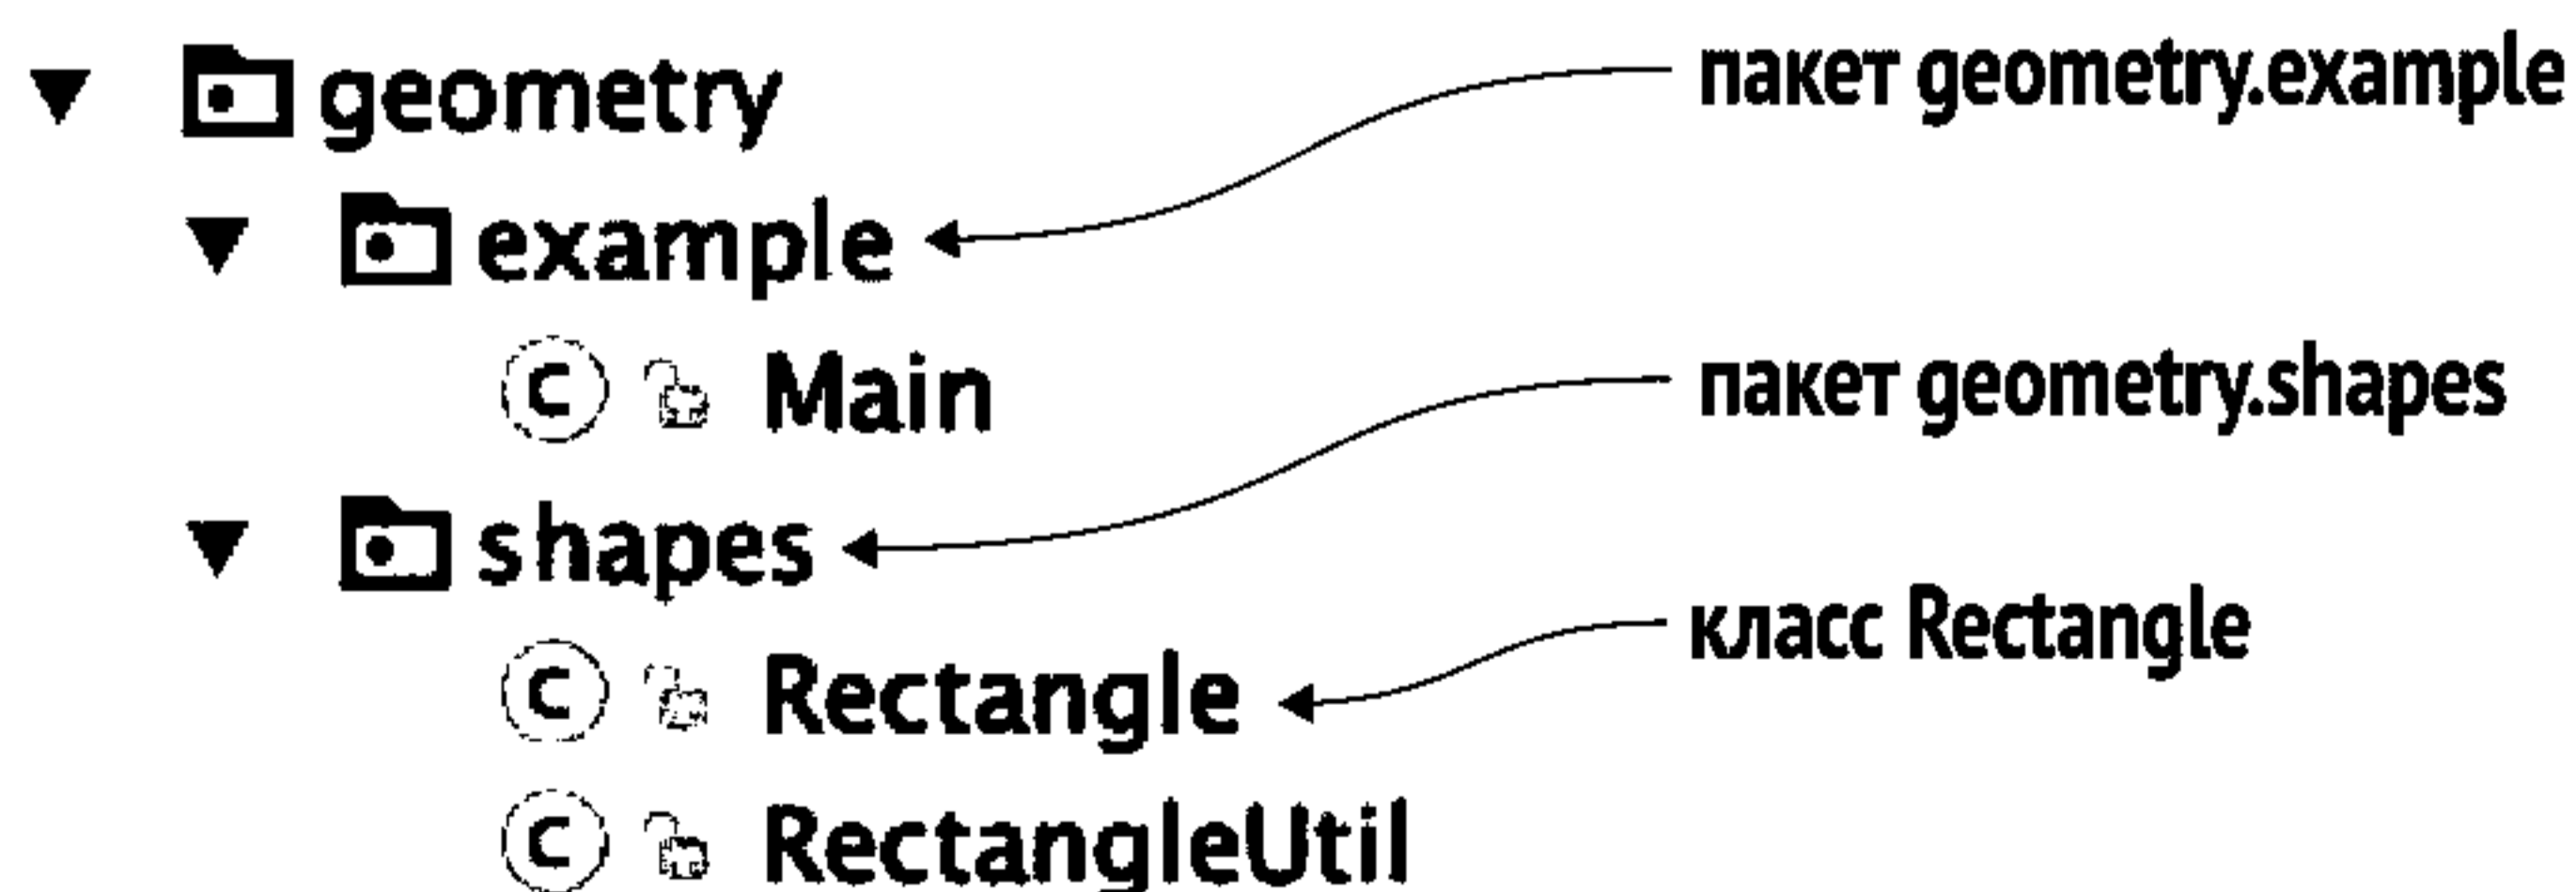 geometry
пакет geometry.example
example
Main
пакет geometry.shapes
shapes
класс Rectangle
C Rectangle
C RectangleUtil